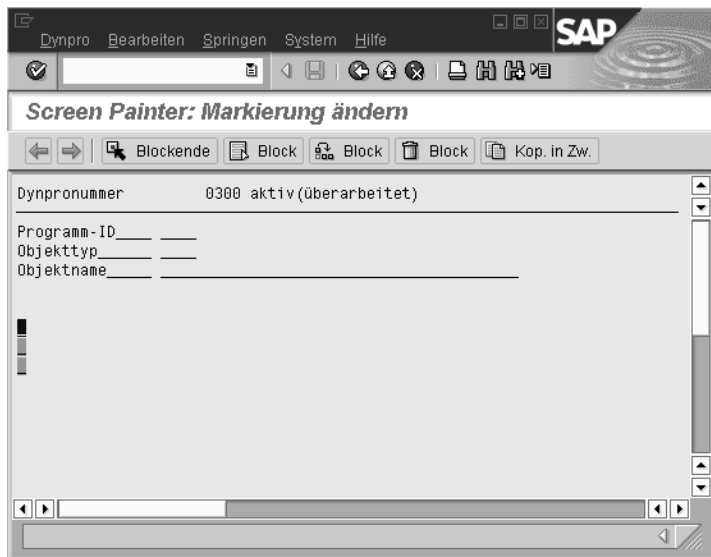 Dynpro Bearbeiten Springen System Hilfe
SAP
Screen Painter: Markierung ändern
Blockende Block Block Block Kop. in Zw.
Dynpronummer 0300 aktiv(überarbeitet)
Programm-ID____ ____
Objekttyp______ ____
Objektname_____ ________________________________________